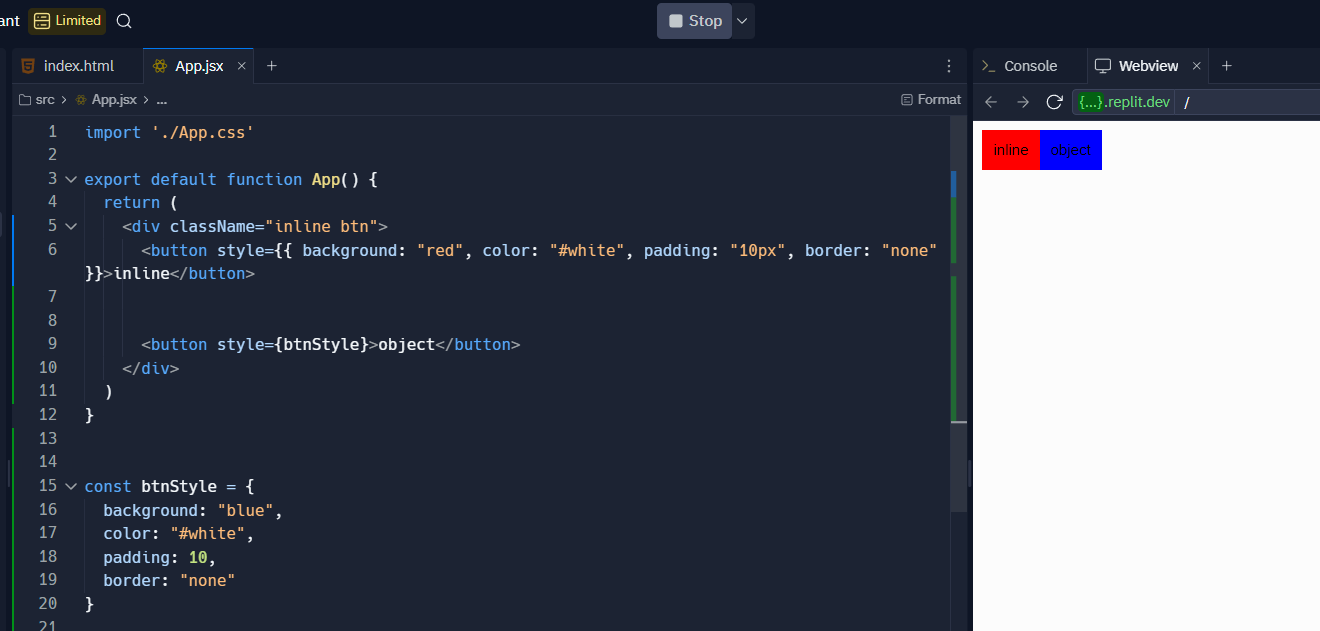 ant Limited Stop
index.html App.jsx × + Console Webview × +
src > App.jsx > ... Format {...}.replit.dev /
1 import './App.css'
2
3 export default function App() {
4 return (
5 <div className="inline btn">
6 <button style={{ background: "red", color: "#white", padding: "10px", border: "none"
}}>inline</button>
7
8
9 <button style={btnStyle}>object</button>
10 </div>
11 )
12 }
13
14
15 const btnStyle = {
16 background: "blue",
17 color: "#white",
18 padding: 10,
19 border: "none"
20 }
21
inline object